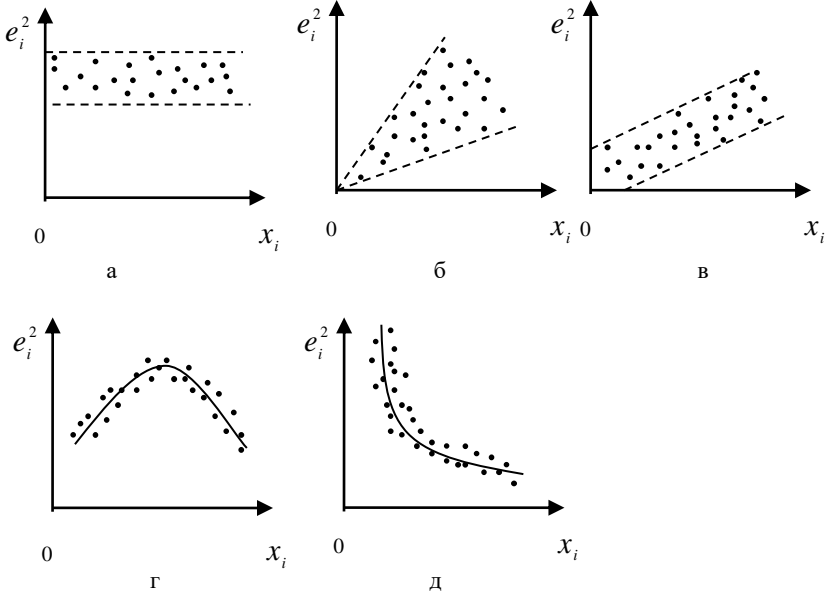 e_i^2 e_i^2 e_i^2
0 x_i 0 x_i 0 x_i
а б в
e_i^2 e_i^2
0 x_i 0 x_i
г д